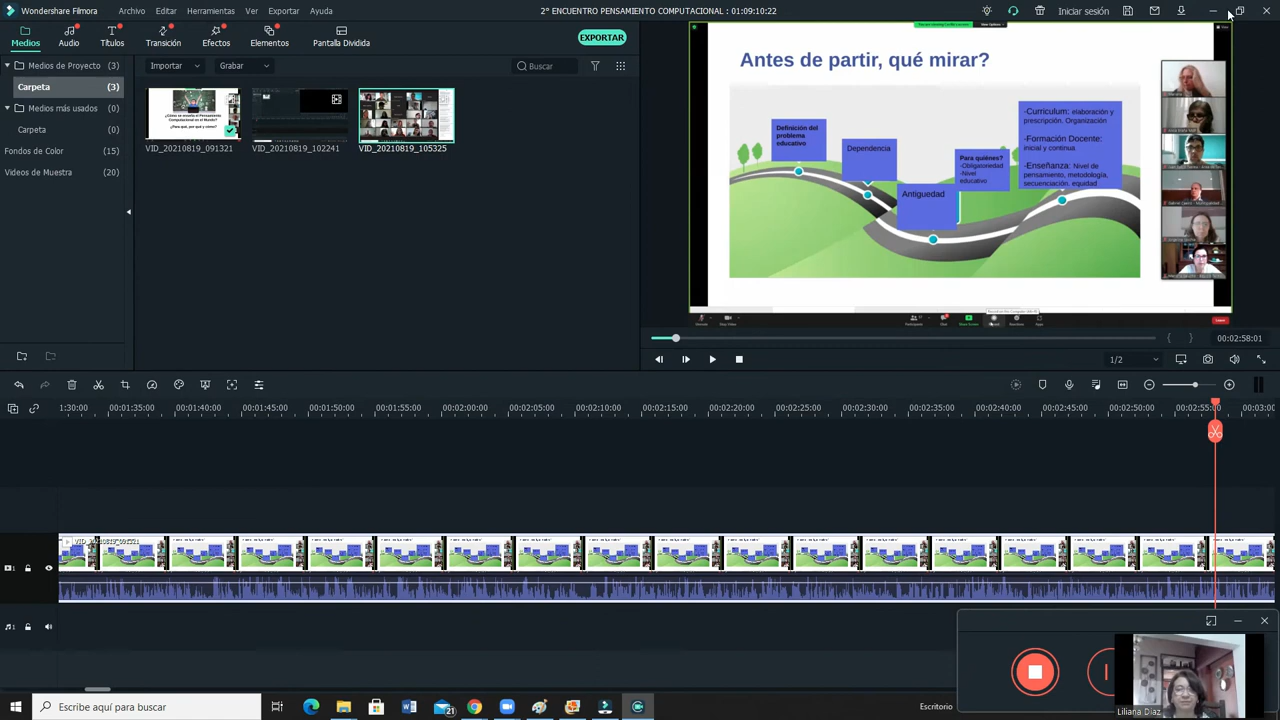 Wondershare Filmora
Archivo
Editar
Herramientas
Ver
Exportar
Ayuda
2° ENCUENTRO PENSAMIENTO COMPUTACIONAL : 01:09:10:22
Iniciar sesión
Medios
Audio
Títulos
Transición
Efectos
Elementos
Pantalla Divida
EXPORTAR
Medios de Proyecto (3)
Importar
Grabar
Buscar
Carpeta (3)
Medios más usados (0)
Carpeta (0)
Fondos de Color (25)
Videos de Muestra (20)
VID_20210819_091321
VID_20210819_102241
VID_20210819_105325
Antes de partir, qué mirar?
Definición del
problema
educativo
Dependencia
Antiguedad
Para quiénes?
-Obligatoriedad
-Nivel
educativo
-Curriculum: elaboración y
prescripción. Organización
-Formación Docente:
inicial y continua
-Enseñanza: Nivel de
pensamiento, metodología,
secuenciación, equidad
00:02:58:01
1/2
1:30:00
00:01:35:00
00:01:40:00
00:01:45:00
00:01:50:00
00:01:55:00
00:02:00:00
00:02:05:00
00:02:10:00
00:02:15:00
00:02:20:00
00:02:25:00
00:02:30:00
00:02:35:00
00:02:40:00
00:02:45:00
00:02:50:00
00:02:55:00
00:03:0
VID_20210819_091321
Liliana Diaz
Escribe aquí para buscar
21
Escritorio